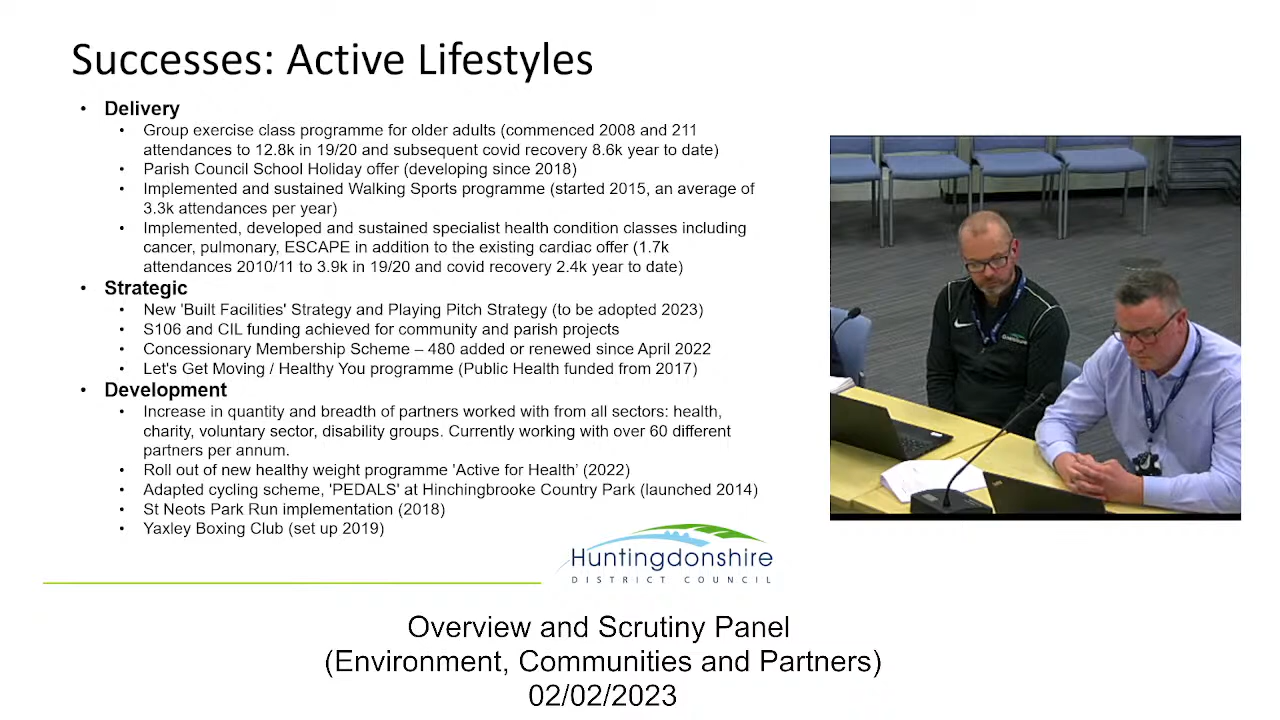 Successes: Active Lifestyles
• Delivery
• Group exercise class programme for older adults (commenced 2008 and 211
attendances to 12.8k in 19/20 and subsequent covid recovery 8.6k year to date)
• Parish Council School Holiday offer (developing since 2018)
• Implemented and sustained Walking Sports programme (started 2015, an average of
3.3k attendances per year)
• Implemented, developed and sustained specialist health condition classes including
cancer, pulmonary, ESCAPE in addition to the existing cardiac offer (1.7k
attendances 2010/11 to 3.9k in 19/20 and covid recovery 2.4k year to date)
• Strategic
• New 'Built Facilities' Strategy and Playing Pitch Strategy (to be adopted 2023)
• S106 and CIL funding achieved for community and parish projects
• Concessionary Membership Scheme – 480 added or renewed since April 2022
• Let's Get Moving / Healthy You programme (Public Health funded from 2017)
• Development
• Increase in quantity and breadth of partners worked with from all sectors: health,
charity, voluntary sector, disability groups. Currently working with over 60 different
partners per annum.
• Roll out of new healthy weight programme 'Active for Health' (2022)
• Adapted cycling scheme, 'PEDALS' at Hinchingbrooke Country Park (launched 2014)
• St Neots Park Run implementation (2018)
• Yaxley Boxing Club (set up 2019)
Huntingdonshire
DISTRICT COUNCIL
Overview and Scrutiny Panel
(Environment, Communities and Partners)
02/02/2023